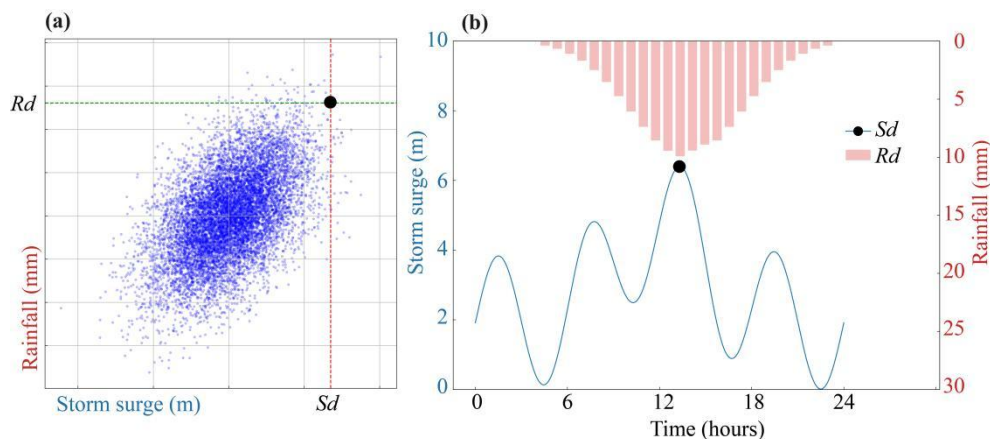 (a)
Rd
Rainfall (mm)
Storm surge (m)
Sd
(b)
10
8
6
4
2
0
Storm surge (m)
0
6
12
18
24
Time (hours)
0
5
10
15
20
25
30
Rainfall (mm)
Sd
Rd